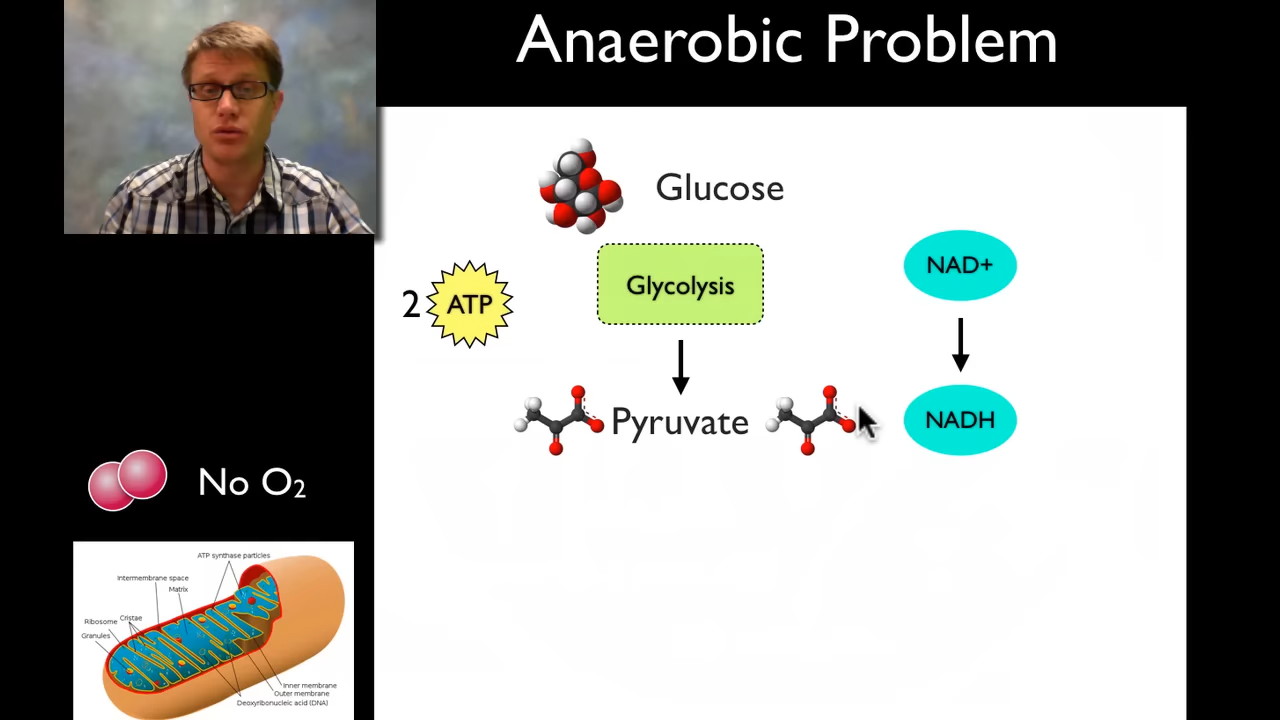 Anaerobic Problem
Glucose
NAD+
Glycolysis
2 ATP
Pyruvate
NADH
No O₂
ATP synthase particles
Intermembrane space
Matrix
Ribosome
Cristae
Granules
Inner membrane
Outer membrane
Deoxyribonucleic acid (DNA)